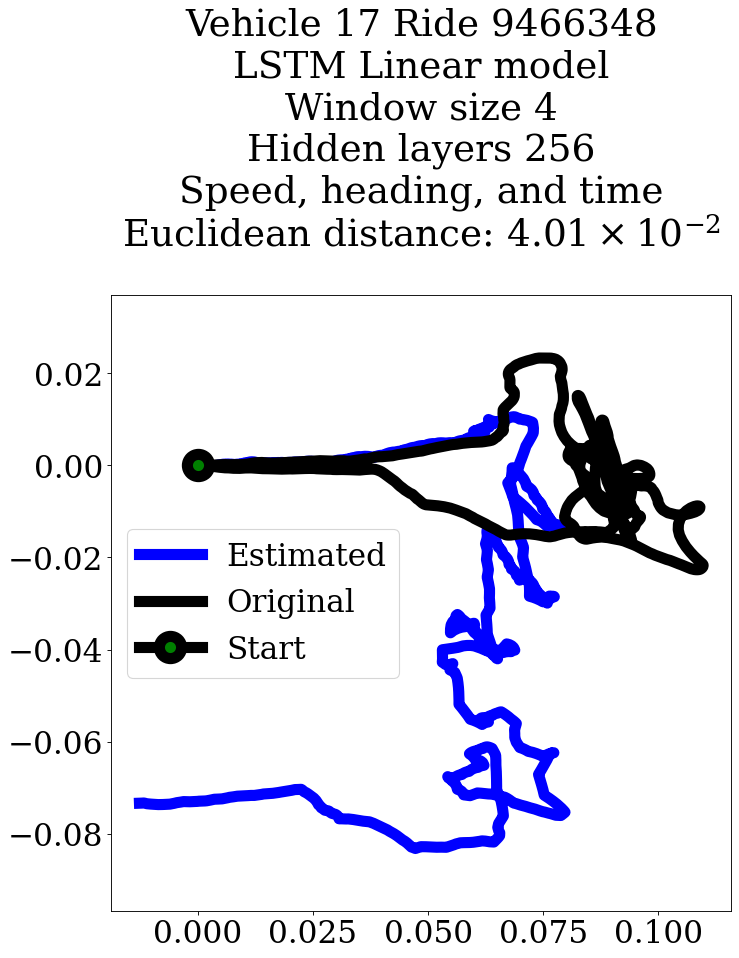 Vehicle 17 Ride 9466348
LSTM Linear model
Window size 4
Hidden layers 256
Speed, heading, and time
Euclidean distance: 4.01 × 10⁻²
0.02
0.00
−0.02
−0.04
−0.06
−0.08
Estimated
Original
Start
0.000 0.025 0.050 0.075 0.100